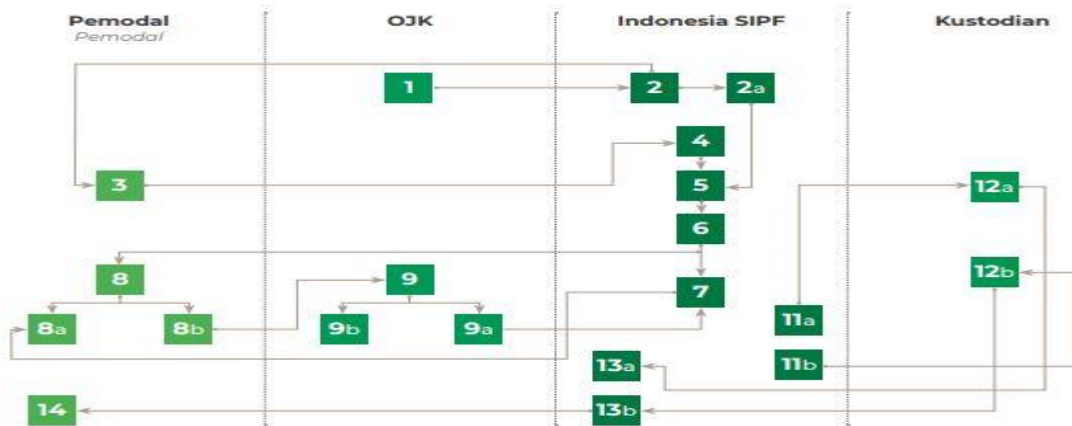 Pemodal OJK Indonesia SIPF Kustodian
Pemodal
1 2 2a
4
3 5 12a
6
8 9 7 12b
8a 8b 9b 9a 11a
13a 11b
14 13b